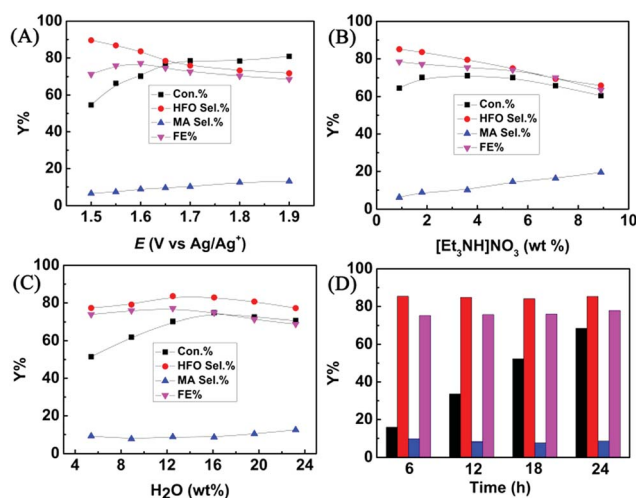 (A)
100
80
60
40
20
0
Y%
Con.%
HFO Sel.%
MA Sel.%
FE%
1.5 1.6 1.7 1.8 1.9
E (V vs Ag/Ag⁺)
(B)
100
80
60
40
20
0
Y%
Con.%
HFO Sel.%
MA Sel.%
FE%
0 2 4 6 8 10
[Et₃NH]NO₃ (wt %)
(C)
100
80
60
40
20
0
Y%
Con.%
HFO Sel.%
MA Sel.%
FE%
4 8 12 16 20 24
H₂O (wt%)
(D)
100
80
60
40
20
0
Y%
6 12 18 24
Time (h)